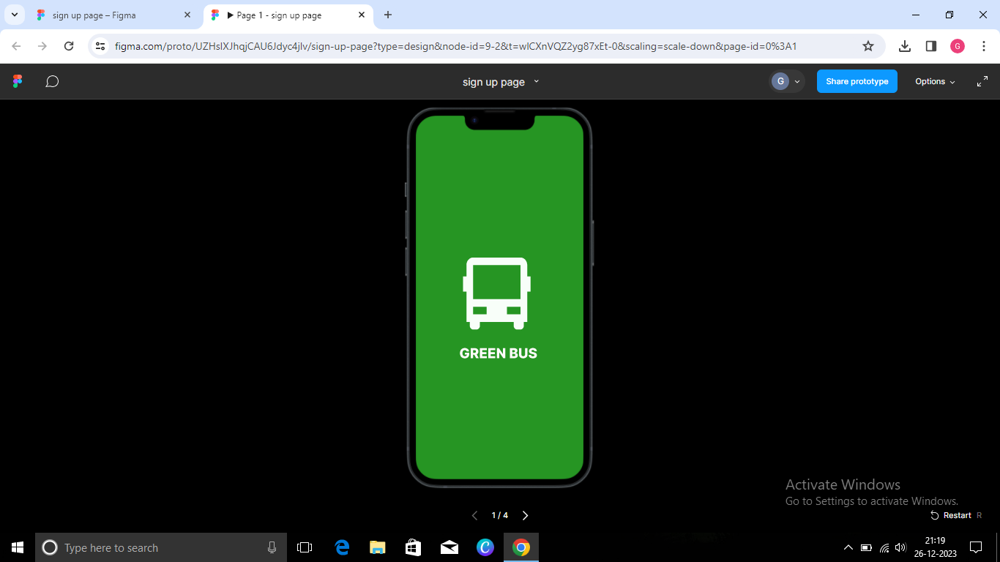 sign up page – Figma
Page 1 - sign up page
figma.com/proto/UZHslXJhqjCAU6Jdyc4jlv/sign-up-page?type=design&node-id=9-2&t=wlCXnVQZ2yg87xEt-0&scaling=scale-down&page-id=0%3A1
G
sign up page
G
Share prototype
Options
GREEN BUS
Activate Windows
Go to Settings to activate Windows.
1 / 4
Restart R
Type here to search
21:19
26-12-2023